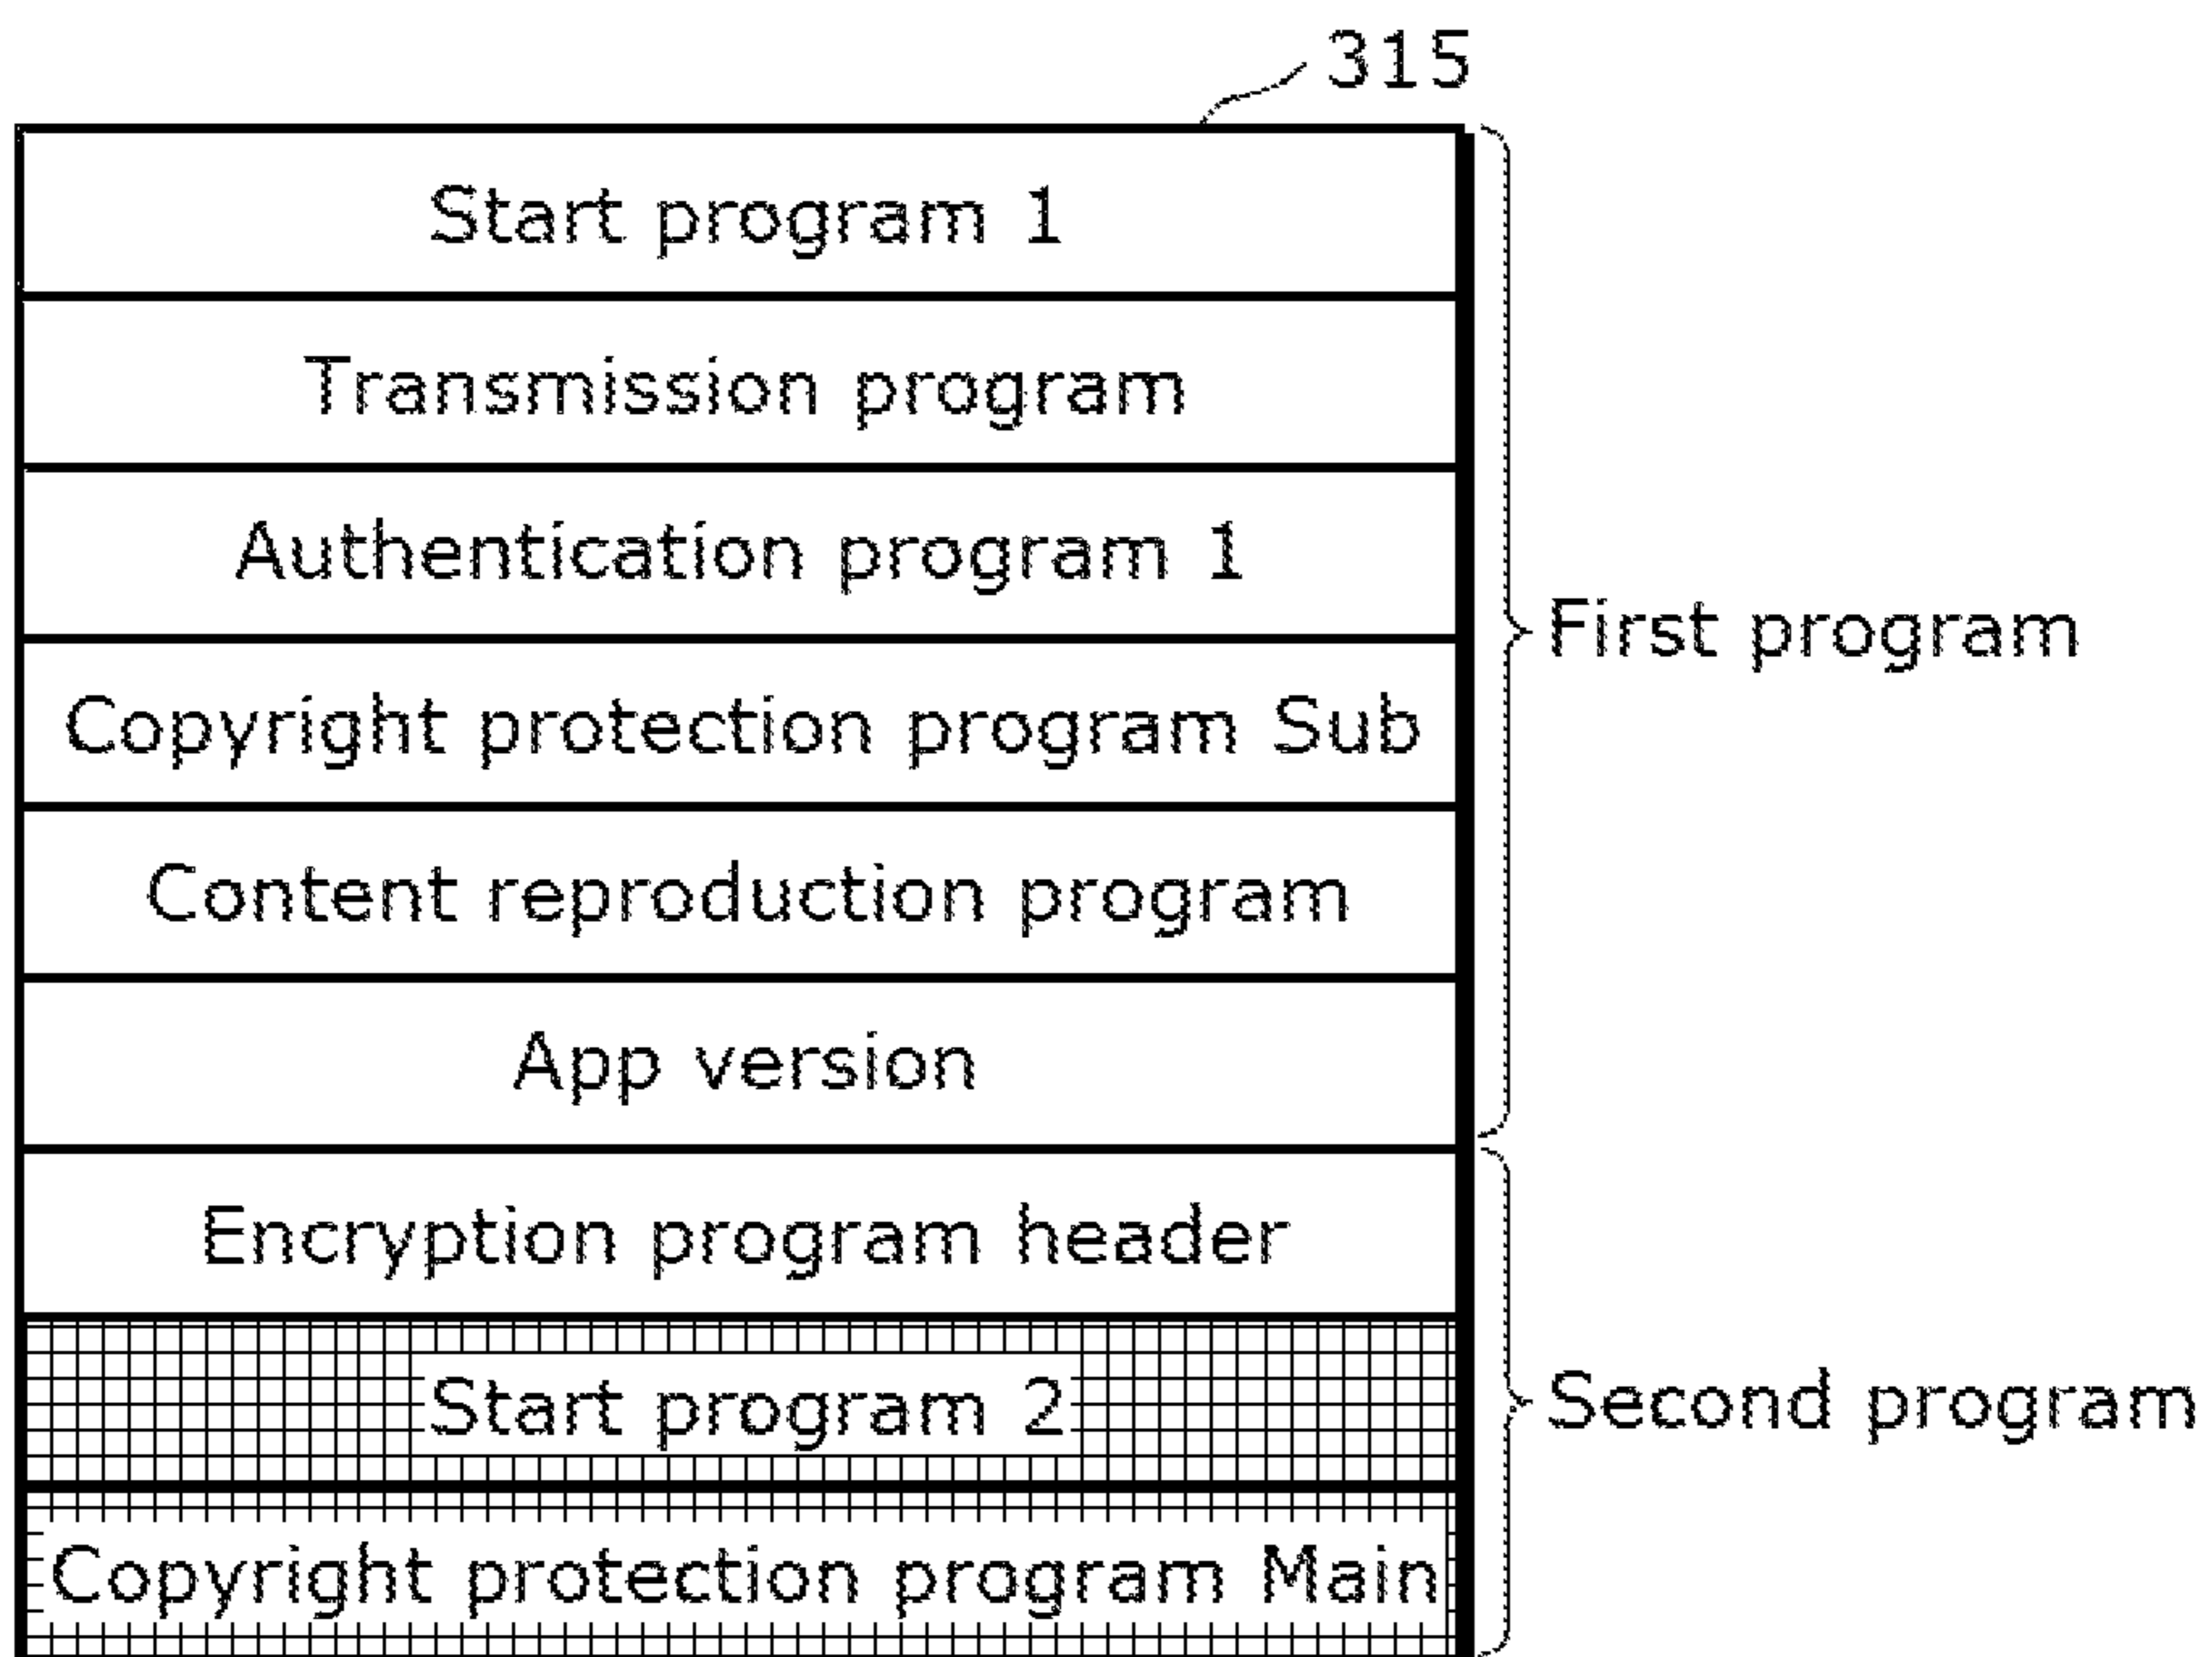 315
Start program 1
Transmission program
Authentication program 1
First program
Copyright protection program Sub
Content reproduction program
App version
Encryption program header
Start program 2
Second program
Copyright protection program Main